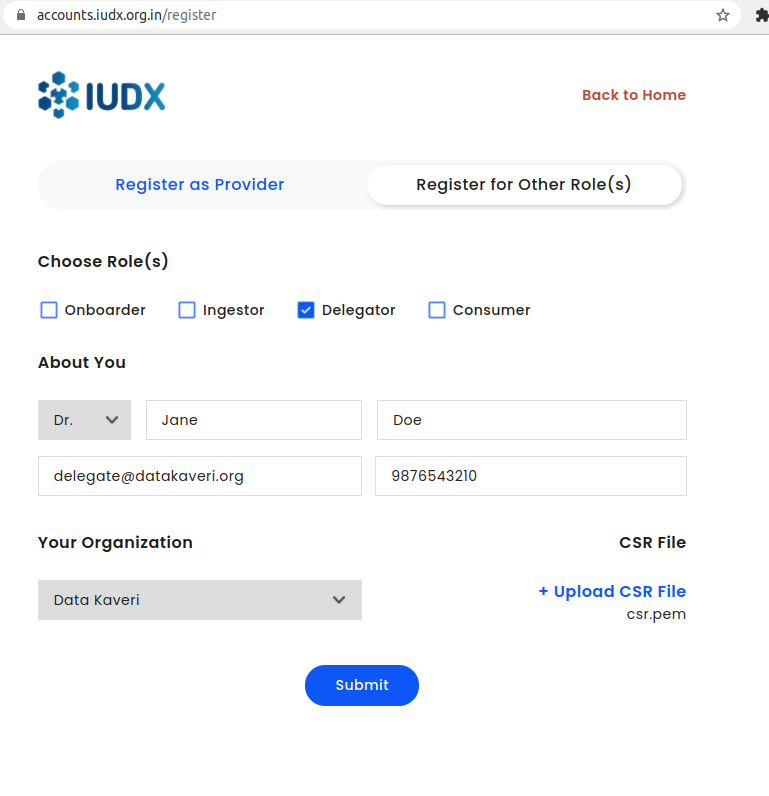 accounts.iudx.org.in/register
IUDX
Back to Home
Register as Provider Register for Other Role(s)
Choose Role(s)
Onboarder Ingestor Delegator Consumer
About You
Dr. Jane Doe
delegate@datakaveri.org 9876543210
Your Organization CSR File
Data Kaveri + Upload CSR File
csr.pem
Submit